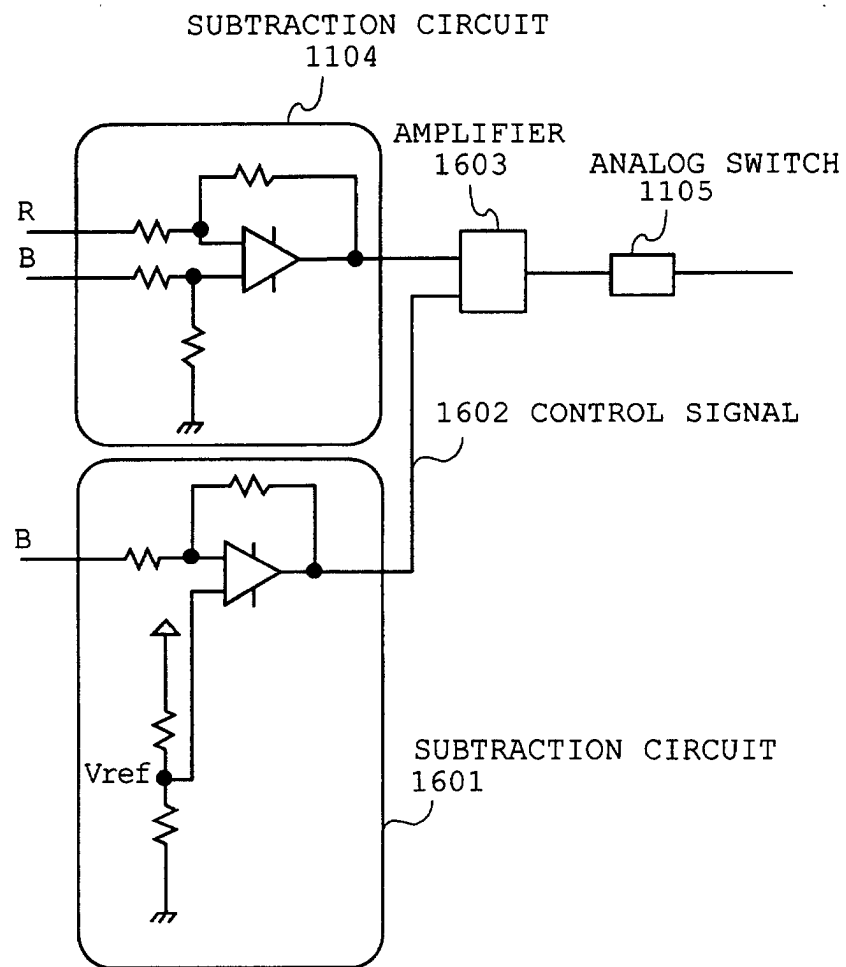 SUBTRACTION CIRCUIT
1104
AMPLIFIER
1603
ANALOG SWITCH
1105
R
B
1602 CONTROL SIGNAL
B
Vref
SUBTRACTION CIRCUIT
1601